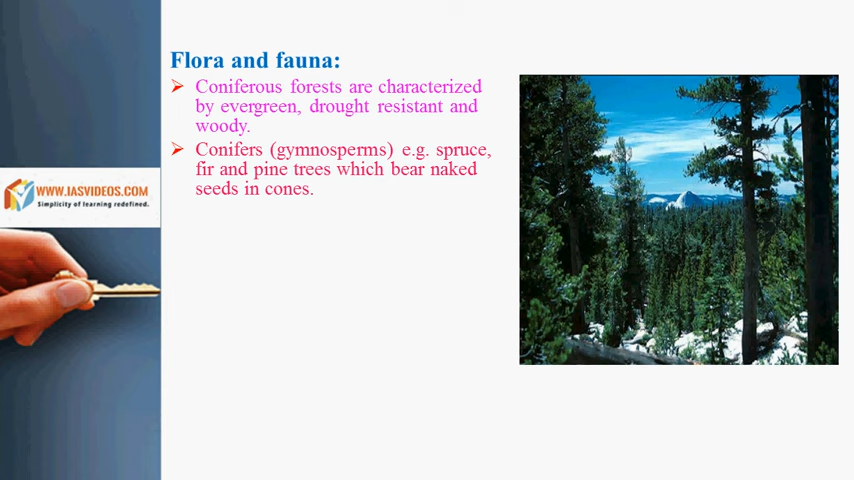 Flora and fauna:
Coniferous forests are characterized
by evergreen, drought resistant and
woody.
Conifers (gymnosperms) e.g. spruce,
fir and pine trees which bear naked
seeds in cones.
WWW.IASVIDEOS.COM
Simplicity of learning redefined.